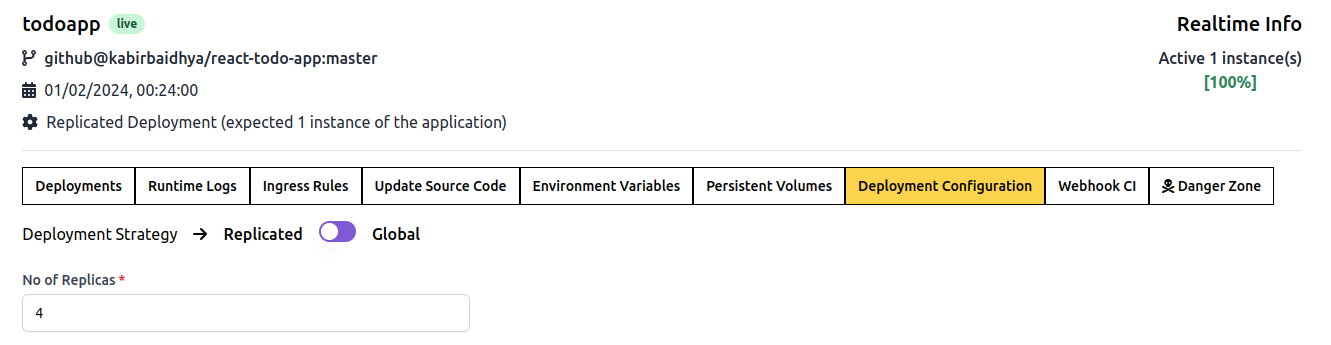 todoapp live
Realtime Info
github@kabirbaidhya/react-todo-app:master
Active 1 instance(s)
[100%]
01/02/2024, 00:24:00
Replicated Deployment (expected 1 instance of the application)
Deployments Runtime Logs Ingress Rules Update Source Code Environment Variables Persistent Volumes Deployment Configuration Webhook CI Danger Zone
Deployment Strategy → Replicated Global
No of Replicas *
4